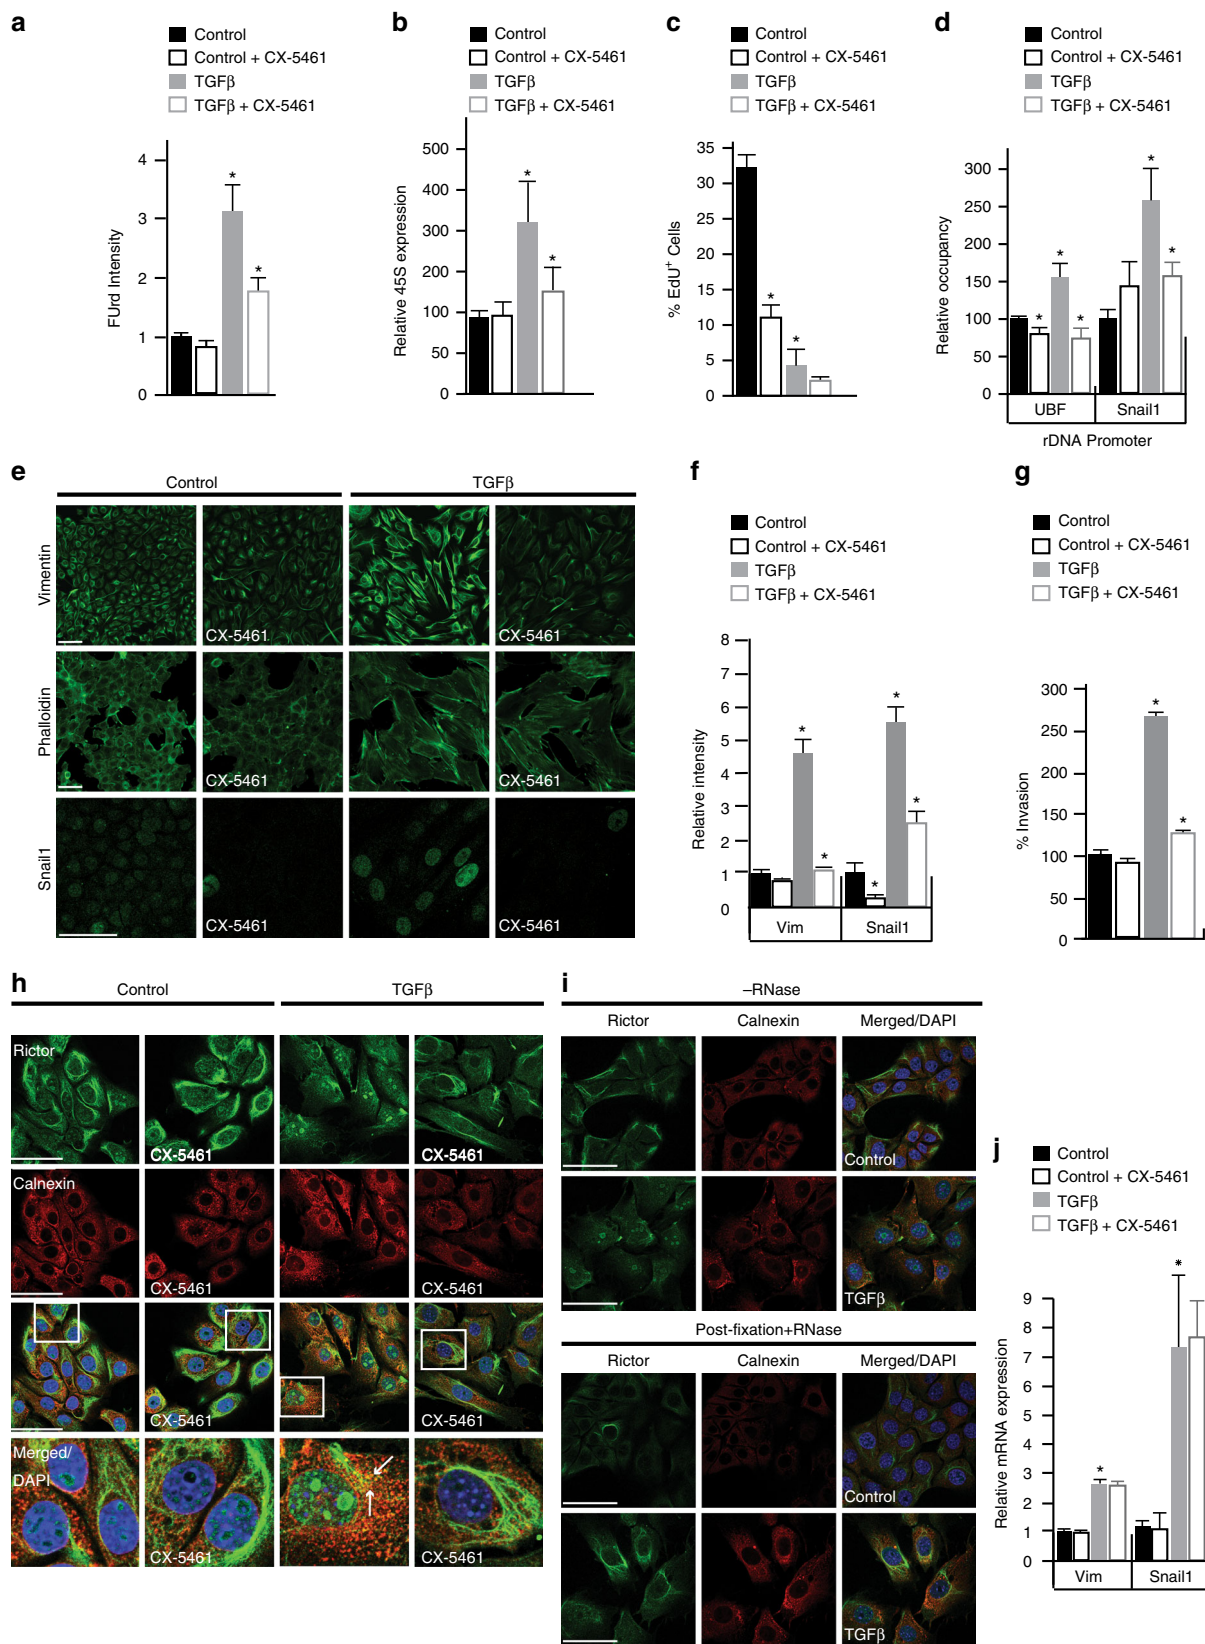 a
Control
Control + CX-5461
TGFβ
TGFβ + CX-5461
FUrd Intensity
4
3
2
1
0
*
*
b
Control
Control + CX-5461
TGFβ
TGFβ + CX-5461
Relative 45S expression
500
400
300
200
100
50
0
*
*
c
Control
Control + CX-5461
TGFβ
TGFβ + CX-5461
% EdU+ Cells
35
30
25
20
15
10
5
0
*
*
d
Control
Control + CX-5461
TGFβ
TGFβ + CX-5461
Relative occupancy
300
250
200
150
100
50
0
*
*
*
*
*
UBF
Snail1
rDNA Promoter
e
Control
TGFβ
Vimentin
CX-5461
CX-5461
Phalloidin
CX-5461
CX-5461
Snail1
CX-5461
CX-5461
f
Control
Control + CX-5461
TGFβ
TGFβ + CX-5461
Relative intensity
8
7
6
5
4
3
2
1
0
*
*
*
*
*
Vim
Snail1
g
Control
Control + CX-5461
TGFβ
TGFβ + CX-5461
% Invasion
300
250
200
150
100
50
0
*
*
h
Control
TGFβ
Rictor
CX-5461
CX-5461
Calnexin
CX-5461
CX-5461
CX-5461
CX-5461
Merged/
DAPI
CX-5461
CX-5461
i
–RNase
Rictor
Calnexin
Merged/DAPI
Control
TGFβ
Post-fixation+RNase
Rictor
Calnexin
Merged/DAPI
Control
TGFβ
j
Control
Control + CX-5461
TGFβ
TGFβ + CX-5461
Relative mRNA expression
9
8
7
6
5
4
3
2
1
0
*
*
Vim
Snail1